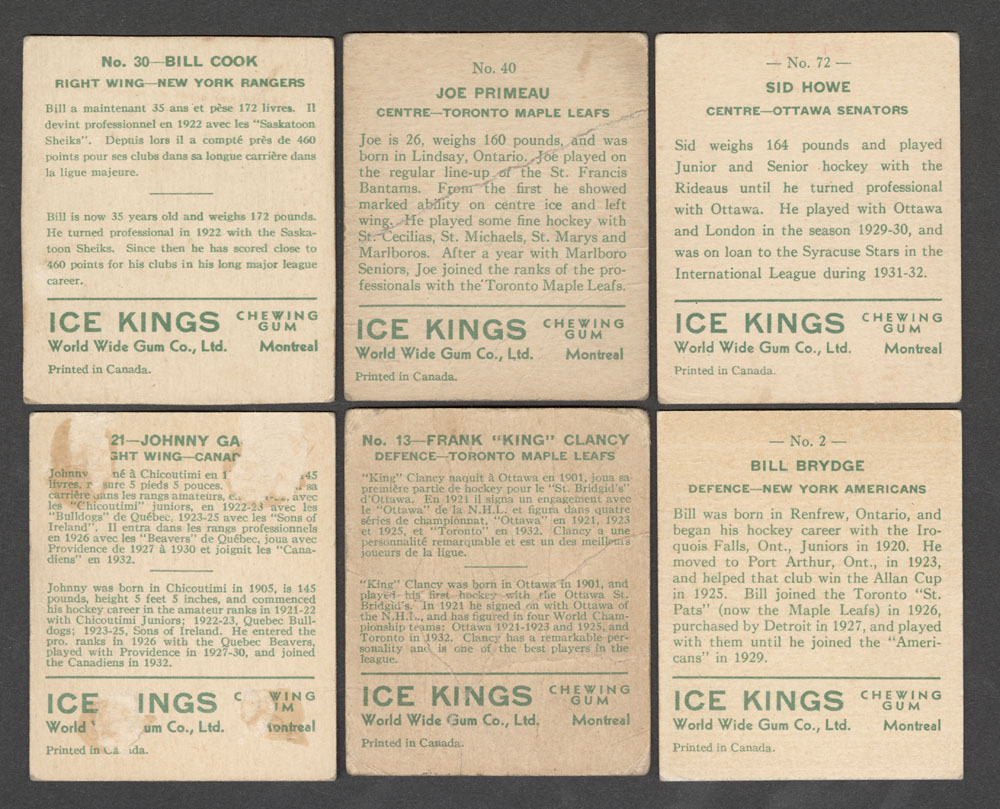 No. 30—BILL COOK
RIGHT WING—NEW YORK RANGERS
Bill a maintenant 35 ans et pèse 172 livres. Il
devint professionnel en 1922 avec les "Saskatoon
Sheiks". Depuis lors il a compté près de 460
points pour ses clubs dans sa longue carrière dans
la ligue majeure.
Bill is now 35 years old and weighs 172 pounds.
He turned professional in 1922 with the Saska-
toon Sheiks. Since then he has scored close to
460 points for his clubs in his long major league
career.
ICE KINGS CHEWING
GUM
World Wide Gum Co., Ltd. Montreal
Printed in Canada.
No. 40
JOE PRIMEAU
CENTRE—TORONTO MAPLE LEAFS
Joe is 26, weighs 160 pounds, and was
born in Lindsay, Ontario. Joe played on
the regular line-up of the St. Francis
Bantams. From the first he showed
marked ability on centre ice and left
wing. He played some fine hockey with
St. Cecilias, St. Michaels, St. Marys and
Marlboros. After a year with Marlboro
Seniors, Joe joined the ranks of the pro-
fessionals with the Toronto Maple Leafs.
ICE KINGS CHEWING
GUM
World Wide Gum Co., Ltd. Montreal
Printed in Canada.
— No. 72 —
SID HOWE
CENTRE—OTTAWA SENATORS
Sid weighs 164 pounds and played
Junior and Senior hockey with the
Rideaus until he turned professional
with Ottawa. He played with Ottawa
and London in the season 1929-30, and
was on loan to the Syracuse Stars in the
International League during 1931-32.
ICE KINGS CHEWING
GUM
World Wide Gum Co., Ltd. Montreal
Printed in Canada.
21—JOHNNY GA
GHT WING—CANA
Johnny né à Chicoutimi en 1 145
livres, sure 5 pieds 5 pouces. sa
carrière dans les rangs amateurs, avec
les "Chicoutimi" juniors, en 1922-23 avec les
"Bulldogs" de Québec, 1923-25 avec les "Sons of
Ireland". Il entra dans les rangs professionnels
en 1926 avec les "Beavers" de Québec, joua avec
Providence de 1927 à 1930 et joignit les "Cana-
diens" en 1932.
Johnny was born in Chicoutimi in 1905, is 145
pounds, height 5 feet 5 inches, and commenced
his hockey career in the amateur ranks in 1921-22
with Chicoutimi Juniors; 1922-23, Quebec Bull-
dogs; 1923-25, Sons of Ireland. He entered the
pro. ranks in 1926 with the Quebec Beavers,
played with Providence in 1927-30, and joined
the Canadiens in 1932.
ICE INGS C WING
UM
World W Gum Co., Ltd. Montreal
Printed in Ca da.
No. 13—FRANK "KING" CLANCY
DEFENCE—TORONTO MAPLE LEAFS
"King" Clancy naquit à Ottawa en 1901, joua sa
première partie de hockey pour le "St. Bridgid's"
d'Ottawa. En 1921 il signa un engagement avec
le "Ottawa" de la N.H.L. et figura dans quatre
séries de championnat, "Ottawa" en 1921, 1923
et 1925, et "Toronto" en 1932. Clancy a une
personnalité remarquable et est un des meilleurs
joueurs de la ligue.
"King" Clancy was born in Ottawa in 1901, and
played his first hockey with the Ottawa St.
Bridgid's. In 1921 he signed with Ottawa of
the N.H.L., and has figured in four World Cham-
pionship teams: Ottawa 1921-1923 and 1925, and
Toronto in 1932. Clancy has a remarkable per-
sonality and is one of the best players in the
league.
ICE KINGS CHEWING
GUM
World Wide Gum Co., Ltd. Montreal
Printed in Canada.
— No. 2 —
BILL BRYDGE
DEFENCE—NEW YORK AMERICANS
Bill was born in Renfrew, Ontario, and
began his hockey career with the Iro-
quois Falls, Ont., Juniors in 1920. He
moved to Port Arthur, Ont., in 1923,
and helped that club win the Allan Cup
in 1925. Bill joined the Toronto "St.
Pats" (now the Maple Leafs) in 1926,
purchased by Detroit in 1927, and played
with them until he joined the "Ameri-
cans" in 1929.
ICE KINGS CHEWING
GUM
World Wide Gum Co., Ltd. Montreal
Printed in Canada.